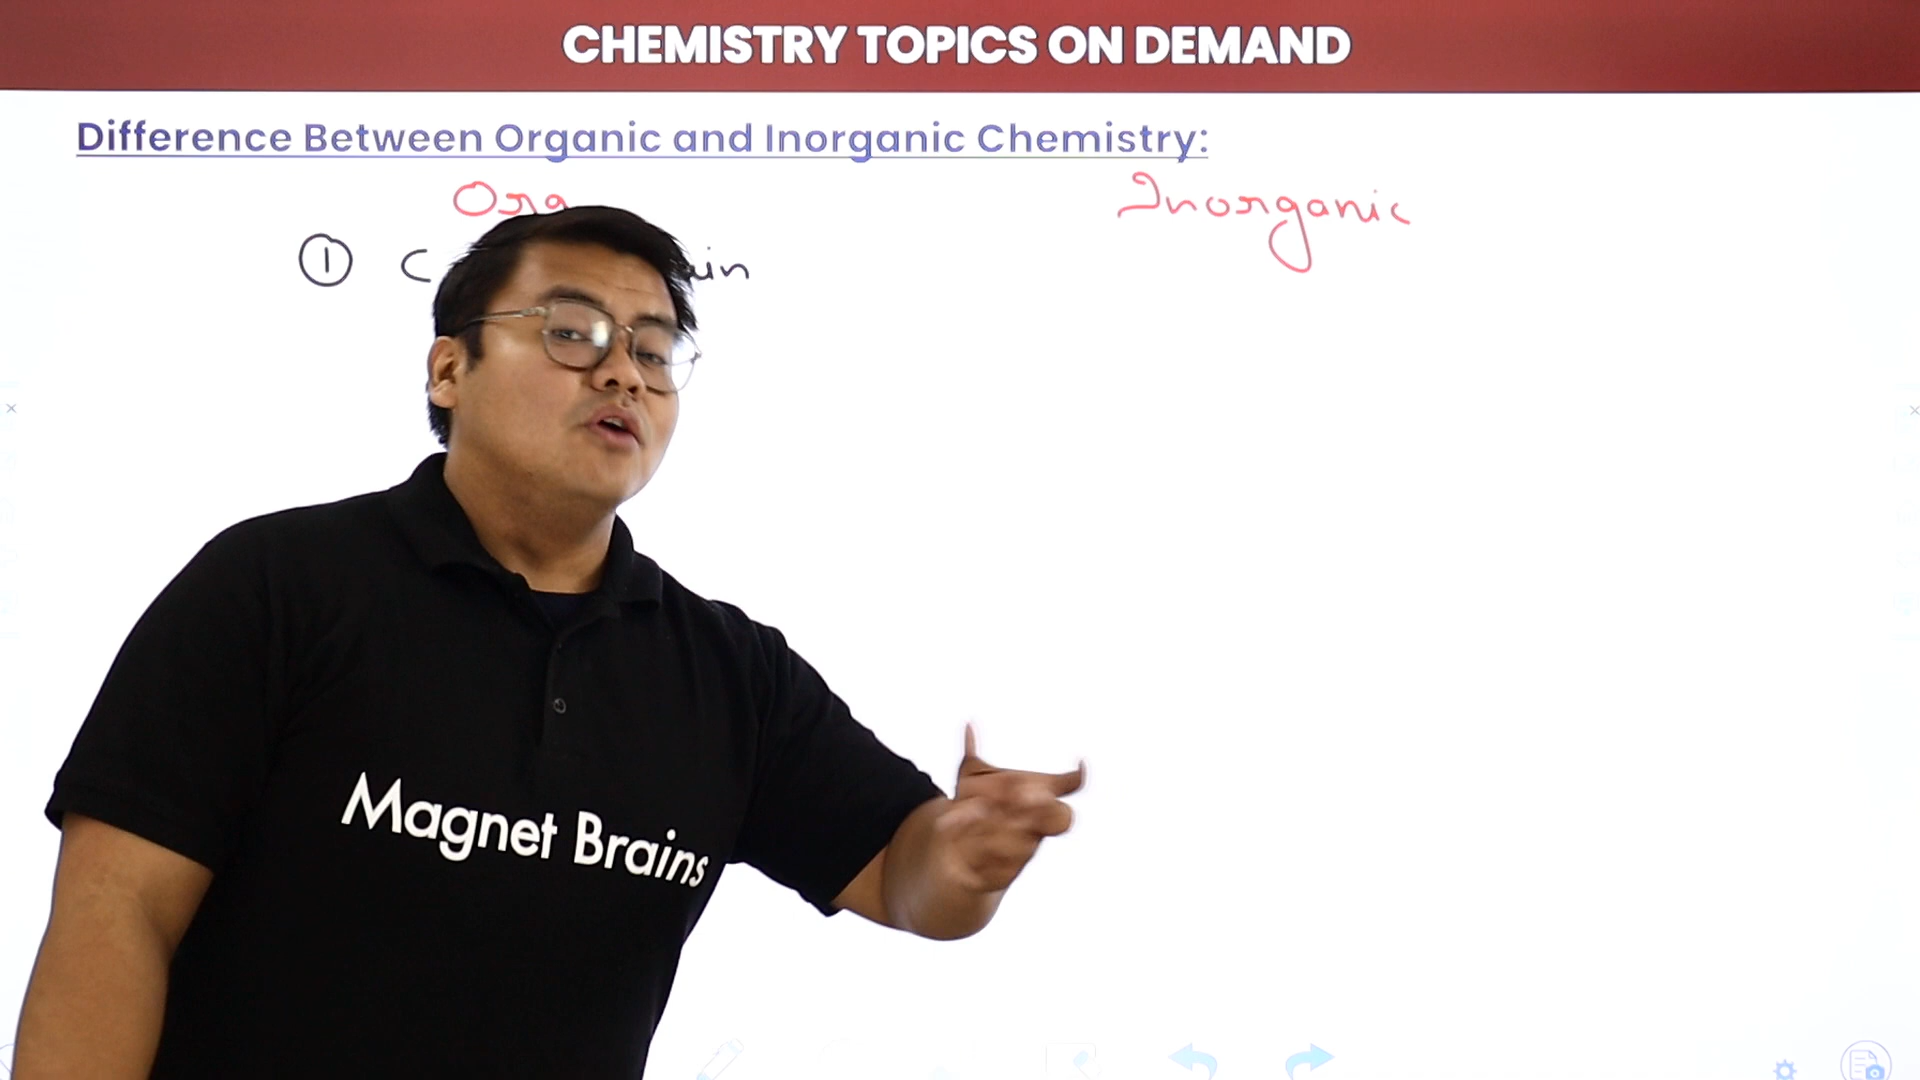 CHEMISTRY TOPICS ON DEMAND
Difference Between Organic and Inorganic Chemistry:
Inorganic
①
Magnet Brains